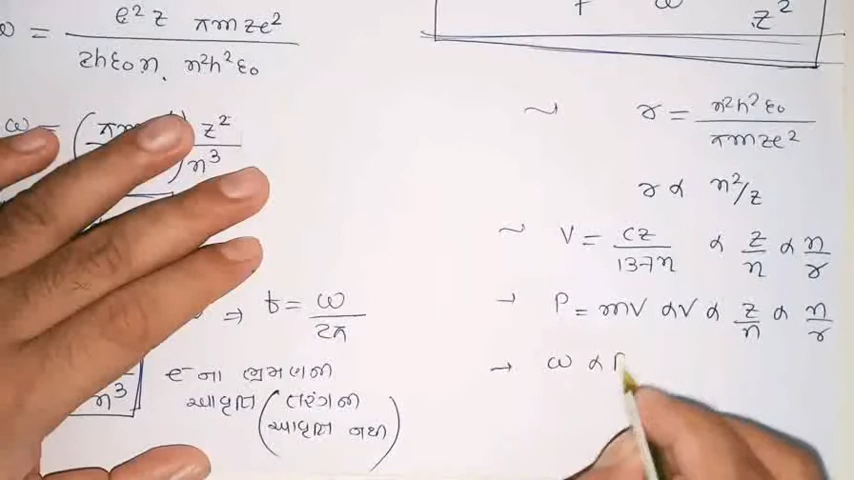 ω = e²z πmze² / 2hε₀n. n²h²ε₀
z²
ω = (πm ) z² / n³
~ r = n²h²ε₀ / πmze²
r ∝ n²/z
~ V = cz / 137n ∝ z/n ∝ n/r
⇒ f = ω / 2π
→ P = mv ∝ v ∝ z/n ∝ n/r
→ ω ∝
n³
e⁻ ના ભ્રમણની
આવૃત્તિ (તરંગની
આવૃત્તિ નથી)